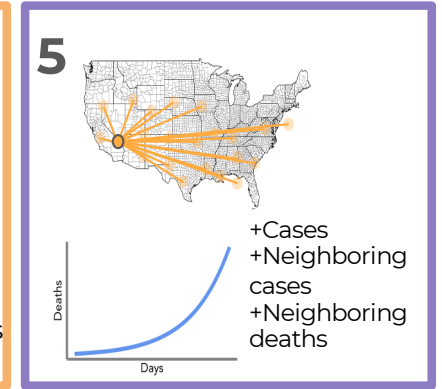 5
+Cases
+Neighboring
cases
+Neighboring
deaths
Deaths
Days